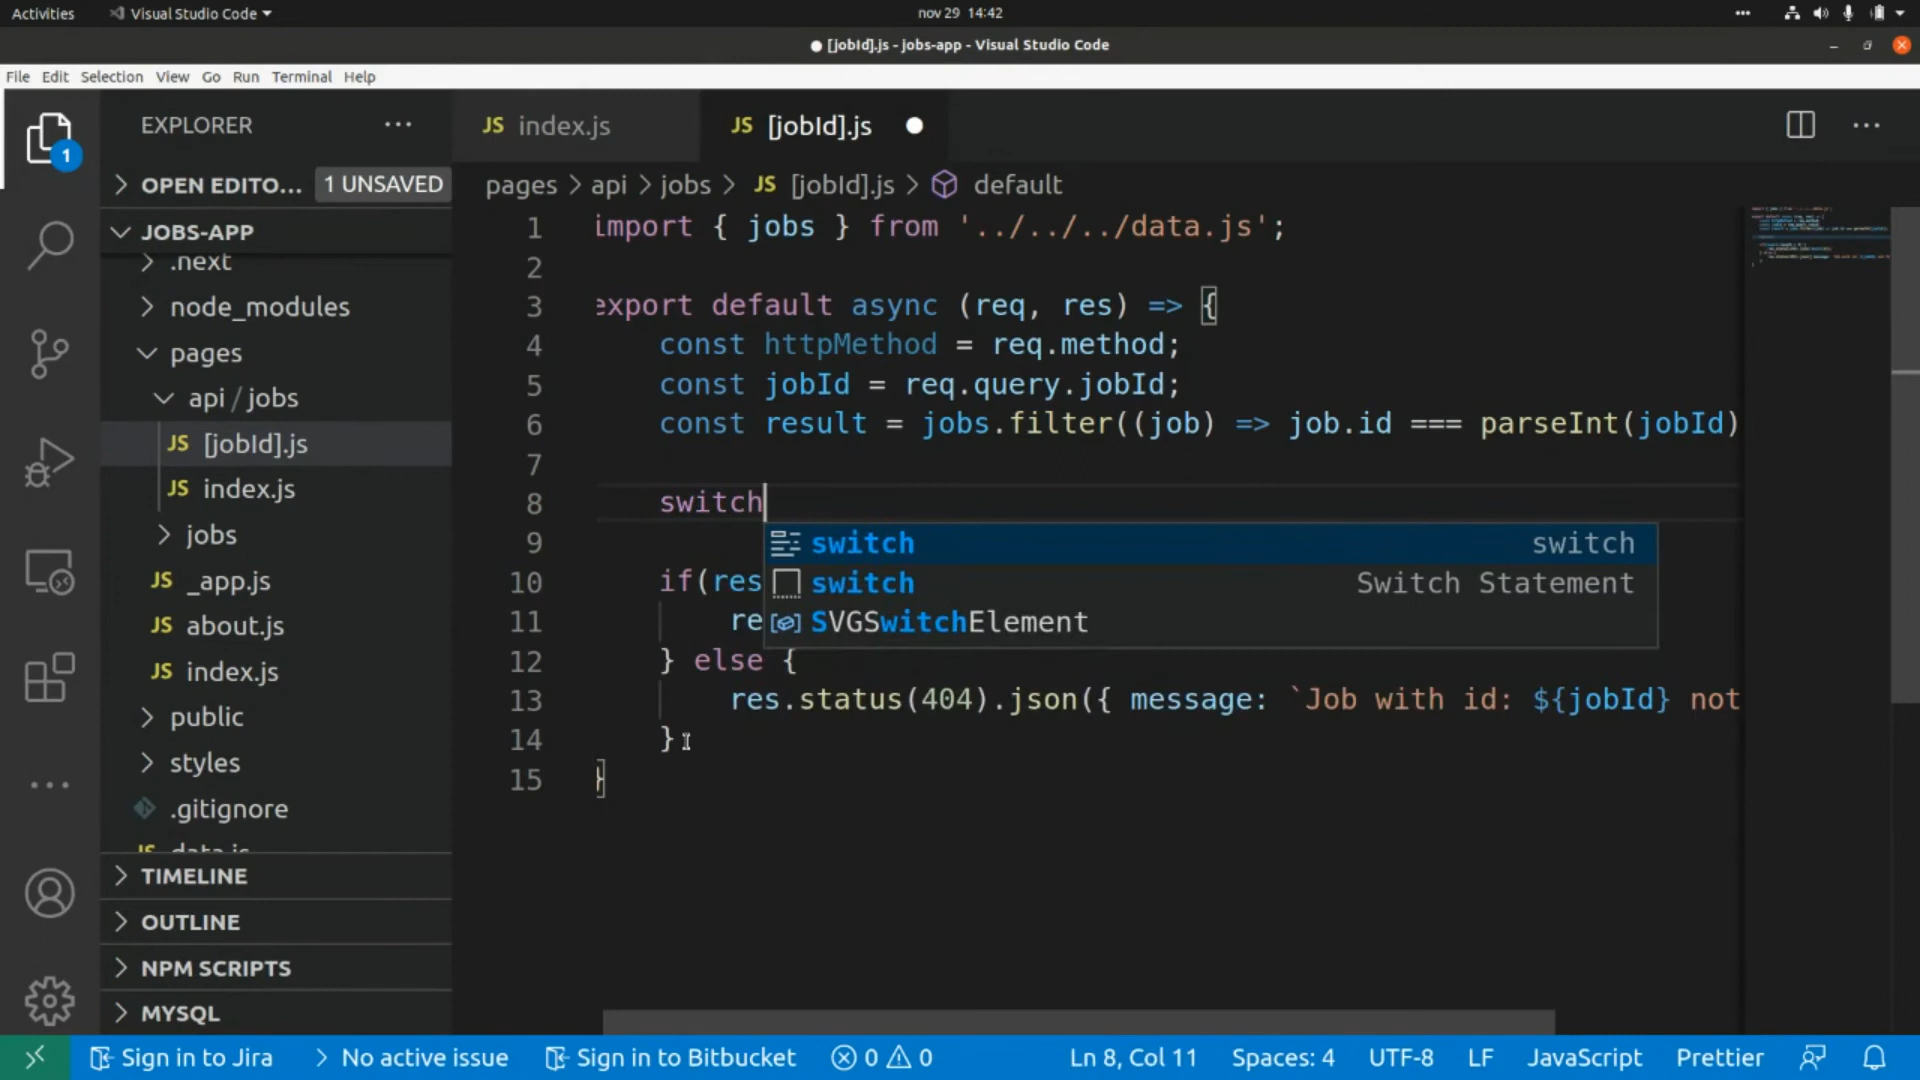 Activities
Visual Studio Code
nov 29 14:42
[jobId].js - jobs-app - Visual Studio Code
File Edit Selection View Go Run Terminal Help
EXPLORER
OPEN EDITO... 1 UNSAVED
JOBS-APP
.next
node_modules
pages
api / jobs
JS [jobId].js
JS index.js
jobs
JS _app.js
JS about.js
JS index.js
public
styles
.gitignore
JS data.js
TIMELINE
OUTLINE
NPM SCRIPTS
MYSQL
1
JS index.js
JS [jobId].js
pages > api > jobs > JS [jobId].js > default
1 import { jobs } from '../../../data.js';
2
3 export default async (req, res) => {
4 const httpMethod = req.method;
5 const jobId = req.query.jobId;
6 const result = jobs.filter((job) => job.id === parseInt(jobId)
7
8 switch
9
10 if(res
11 re
12 } else {
13 res.status(404).json({ message: `Job with id: ${jobId} not
14 }
15 }
switch switch
switch Switch Statement
SVGSwitchElement
Sign in to Jira
No active issue
Sign in to Bitbucket
0 0
Ln 8, Col 11
Spaces: 4
UTF-8
LF
JavaScript
Prettier